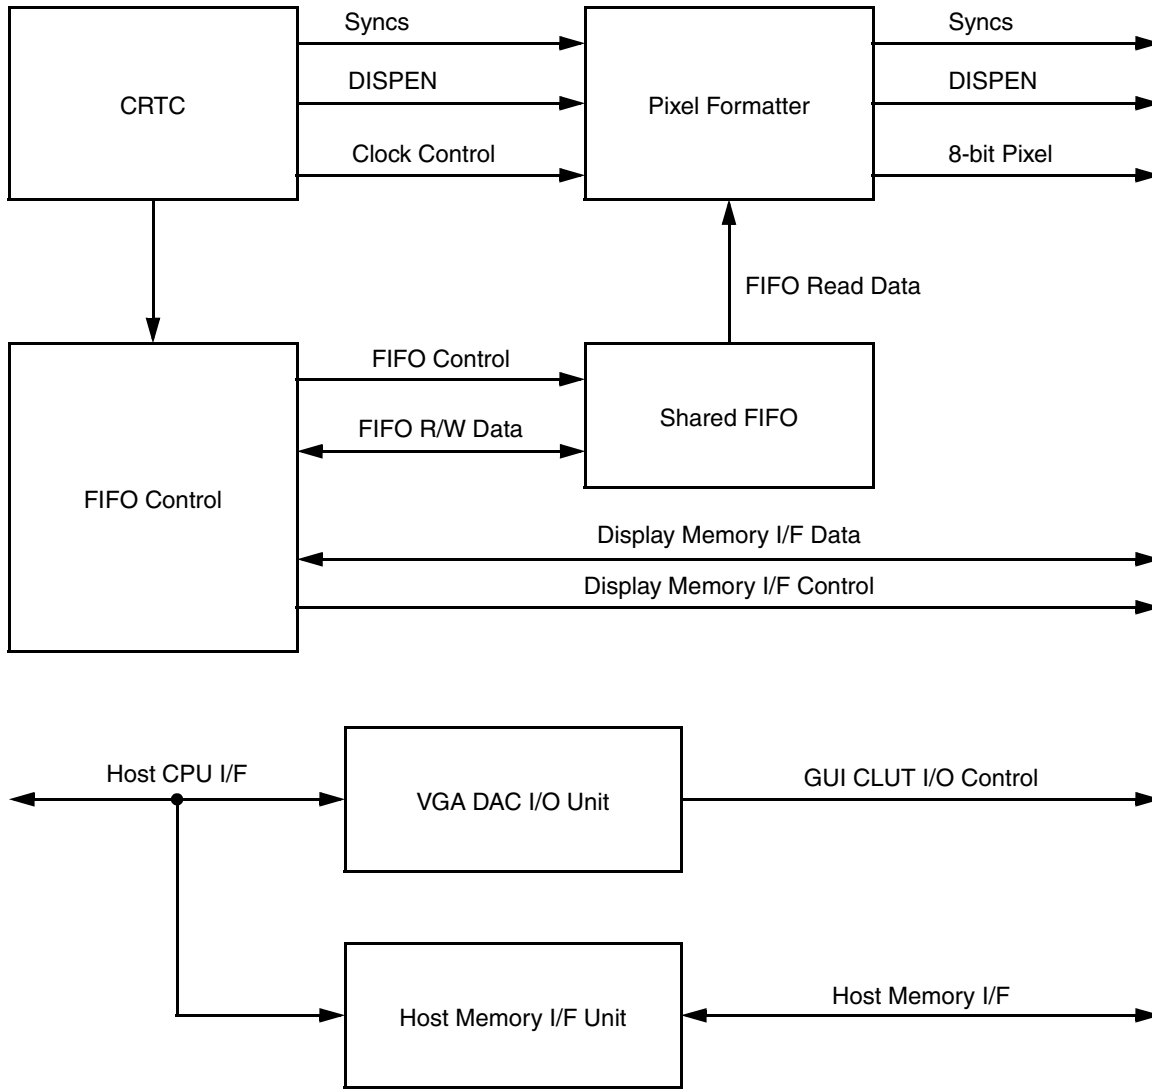 Syncs
Syncs
DISPEN
DISPEN
CRTC
Pixel Formatter
Clock Control
8-bit Pixel
FIFO Read Data
FIFO Control
Shared FIFO
FIFO R/W Data
FIFO Control
Display Memory I/F Data
Display Memory I/F Control
Host CPU I/F
VGA DAC I/O Unit
GUI CLUT I/O Control
Host Memory I/F Unit
Host Memory I/F